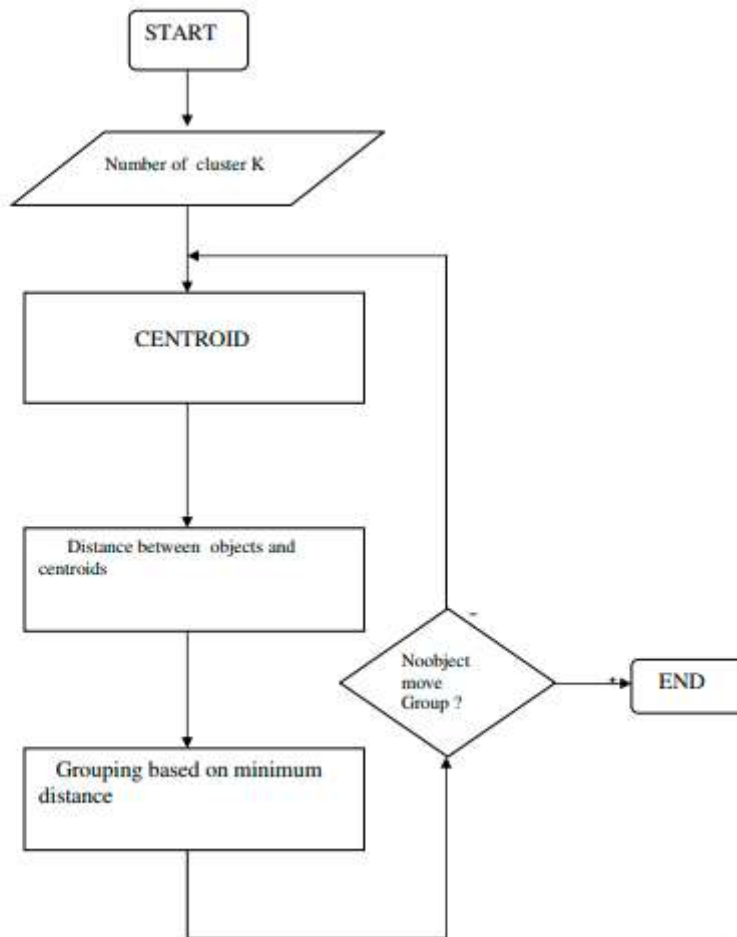 START
Number of cluster K
CENTROID
Distance between objects and
centroids
Grouping based on minimum
distance
-
Noobject
move
Group ?
+
END